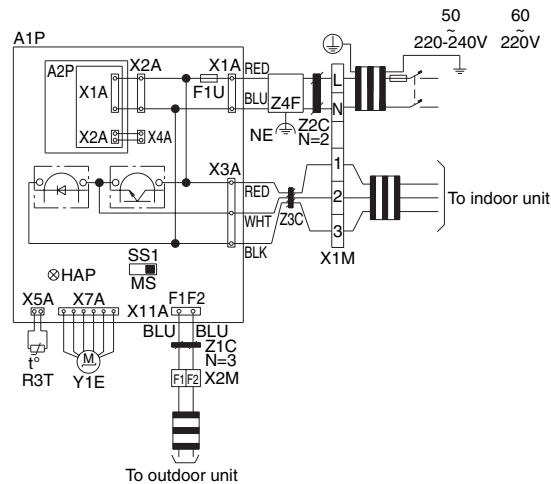 50 60
~ ~
220-240V 220V
A1P
A2P X2A X1A RED
X1A F1U L
BLU Z4F N
NE Z2C
N=2
X2A X4A
X3A 1
RED
2 To indoor unit
WHT Z3C
3
BLK X1M
SS1
HAP
MS
X5A X7A X11A F1F2
BLU BLU
Z1C
N=3
t° M
F1 F2 X2M
R3T Y1E
To outdoor unit